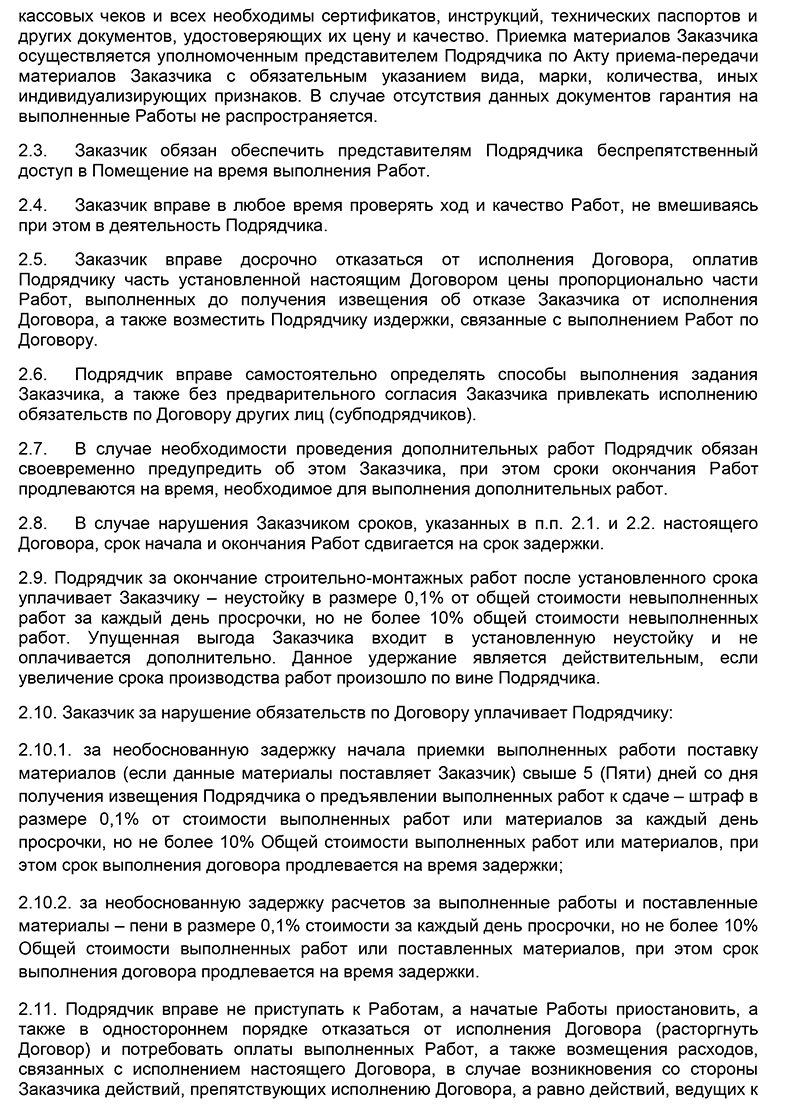 кассовых чеков и всех необходимы сертификатов, инструкций, технических паспортов и
других документов, удостоверяющих их цену и качество. Приемка материалов Заказчика
осуществляется уполномоченным представителем Подрядчика по Акту приема-передачи
материалов Заказчика с обязательным указанием вида, марки, количества, иных
индивидуализирующих признаков. В случае отсутствия данных документов гарантия на
выполненные Работы не распространяется.
2.3. Заказчик обязан обеспечить представителям Подрядчика беспрепятственный
доступ в Помещение на время выполнения Работ.
2.4. Заказчик вправе в любое время проверять ход и качество Работ, не вмешиваясь
при этом в деятельность Подрядчика.
2.5. Заказчик вправе досрочно отказаться от исполнения Договора, оплатив
Подрядчику часть установленной настоящим Договором цены пропорционально части
Работ, выполненных до получения извещения об отказе Заказчика от исполнения
Договора, а также возместить Подрядчику издержки, связанные с выполнением Работ по
Договору.
2.6. Подрядчик вправе самостоятельно определять способы выполнения задания
Заказчика, а также без предварительного согласия Заказчика привлекать исполнению
обязательств по Договору других лиц (субподрядчиков).
2.7. В случае необходимости проведения дополнительных работ Подрядчик обязан
своевременно предупредить об этом Заказчика, при этом сроки окончания Работ
продлеваются на время, необходимое для выполнения дополнительных работ.
2.8. В случае нарушения Заказчиком сроков, указанных в п.п. 2.1. и 2.2. настоящего
Договора, срок начала и окончания Работ сдвигается на срок задержки.
2.9. Подрядчик за окончание строительно-монтажных работ после установленного срока
уплачивает Заказчику – неустойку в размере 0,1% от общей стоимости невыполненных
работ за каждый день просрочки, но не более 10% общей стоимости невыполненных
работ. Упущенная выгода Заказчика входит в установленную неустойку и не
оплачивается дополнительно. Данное удержание является действительным, если
увеличение срока производства работ произошло по вине Подрядчика.
2.10. Заказчик за нарушение обязательств по Договору уплачивает Подрядчику:
2.10.1. за необоснованную задержку начала приемки выполненных работи поставку
материалов (если данные материалы поставляет Заказчик) свыше 5 (Пяти) дней со дня
получения извещения Подрядчика о предъявлении выполненных работ к сдаче – штраф в
размере 0,1% от стоимости выполненных работ или материалов за каждый день
просрочки, но не более 10% Общей стоимости выполненных работ или материалов, при
этом срок выполнения договора продлевается на время задержки;
2.10.2. за необоснованную задержку расчетов за выполненные работы и поставленные
материалы – пени в размере 0,1% стоимости за каждый день просрочки, но не более 10%
Общей стоимости выполненных работ или поставленных материалов, при этом срок
выполнения договора продлевается на время задержки.
2.11. Подрядчик вправе не приступать к Работам, а начатые Работы приостановить, а
также в одностороннем порядке отказаться от исполнения Договора (расторгнуть
Договор) и потребовать оплаты выполненных Работ, а также возмещения расходов,
связанных с исполнением настоящего Договора, в случае возникновения со стороны
Заказчика действий, препятствующих исполнению Договора, а равно действий, ведущих к